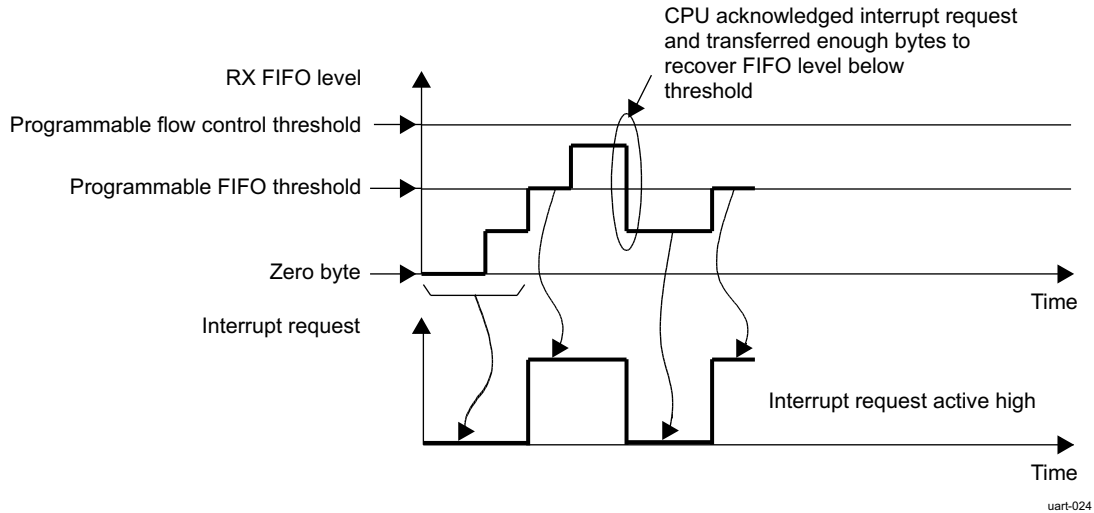 CPU acknowledged interrupt request
and transferred enough bytes to
recover FIFO level below
threshold
RX FIFO level
Programmable flow control threshold
Programmable FIFO threshold
Zero byte
Time
Interrupt request
Interrupt request active high
Time
uart-024